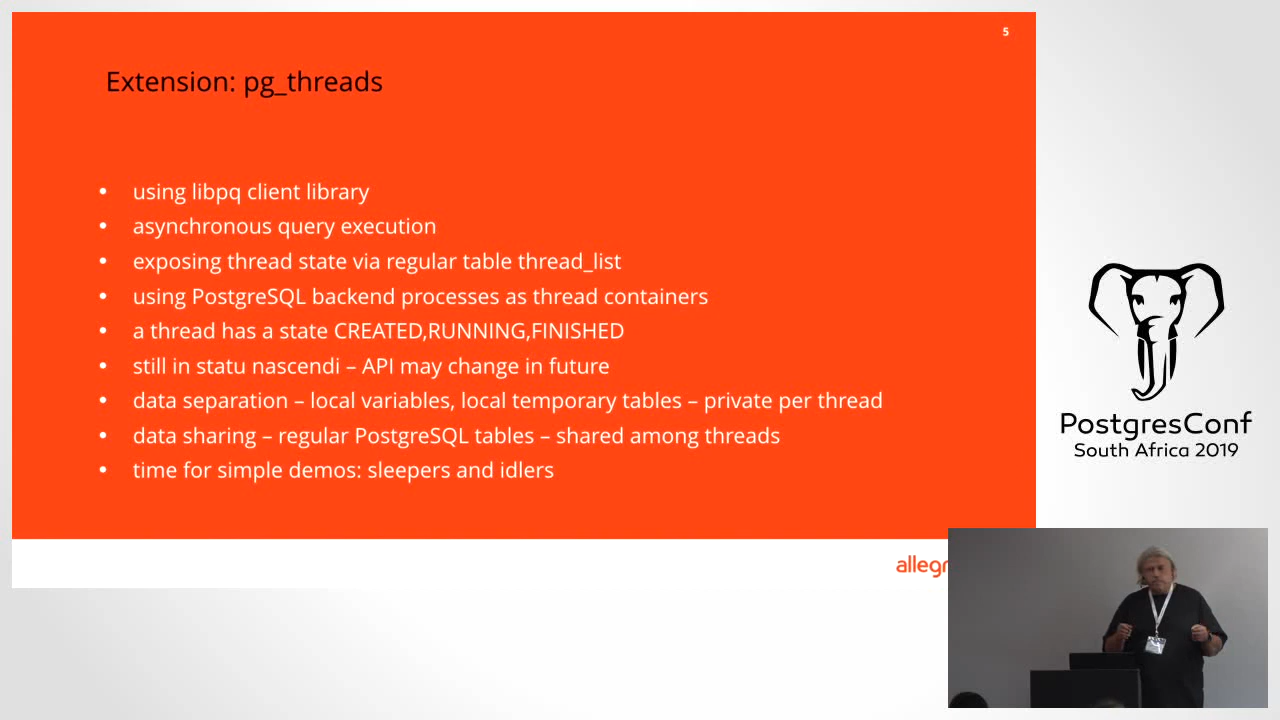 5
Extension: pg_threads
• using libpq client library
• asynchronous query execution
• exposing thread state via regular table thread_list
• using PostgreSQL backend processes as thread containers
• a thread has a state CREATED,RUNNING,FINISHED
• still in statu nascendi – API may change in future
• data separation – local variables, local temporary tables – private per thread
• data sharing – regular PostgreSQL tables – shared among threads
• time for simple demos: sleepers and idlers
PostgresConf
South Africa 2019